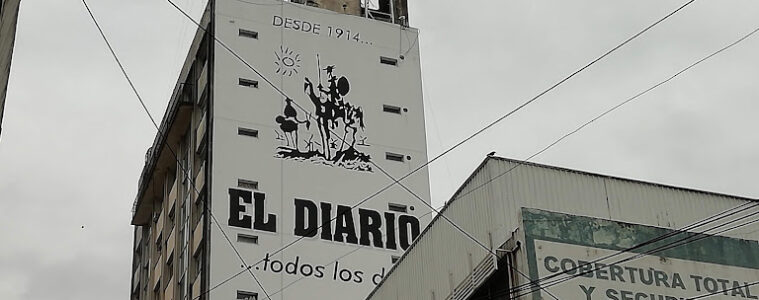 DESDE 1914...
EL DIARIO
...todos los
COBERTURA TOTAL
Y